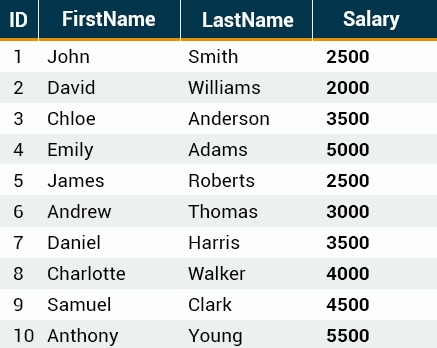 ID FirstName LastName Salary
1 John Smith 2500
2 David Williams 2000
3 Chloe Anderson 3500
4 Emily Adams 5000
5 James Roberts 2500
6 Andrew Thomas 3000
7 Daniel Harris 3500
8 Charlotte Walker 4000
9 Samuel Clark 4500
10 Anthony Young 5500